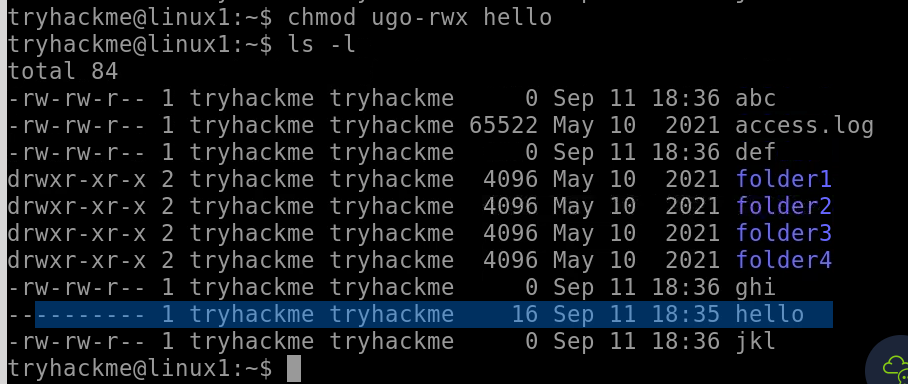 tryhackme@linux1:~$ chmod ugo-rwx hello
tryhackme@linux1:~$ ls -l
total 84
-rw-rw-r-- 1 tryhackme tryhackme     0 Sep 11 18:36 abc
-rw-rw-r-- 1 tryhackme tryhackme 65522 May 10  2021 access.log
-rw-rw-r-- 1 tryhackme tryhackme     0 Sep 11 18:36 def
drwxr-xr-x 2 tryhackme tryhackme  4096 May 10  2021 folder1
drwxr-xr-x 2 tryhackme tryhackme  4096 May 10  2021 folder2
drwxr-xr-x 2 tryhackme tryhackme  4096 May 10  2021 folder3
drwxr-xr-x 2 tryhackme tryhackme  4096 May 10  2021 folder4
-rw-rw-r-- 1 tryhackme tryhackme     0 Sep 11 18:36 ghi
---------- 1 tryhackme tryhackme    16 Sep 11 18:35 hello
-rw-rw-r-- 1 tryhackme tryhackme     0 Sep 11 18:36 jkl
tryhackme@linux1:~$